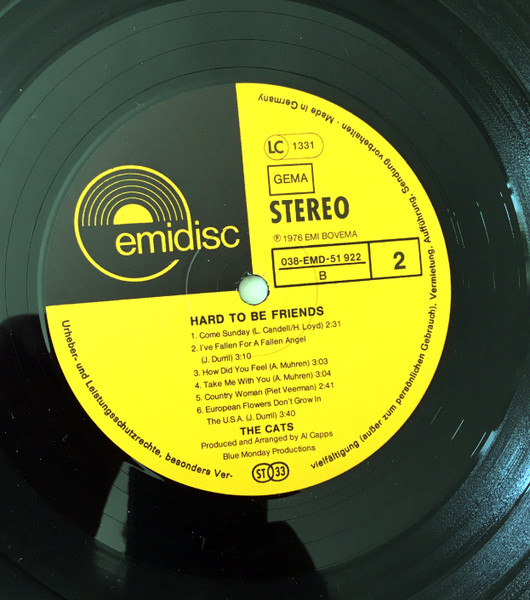 emidisc
LC 1331
GEMA
STEREO
℗ 1976 EMI BOVEMA
038-EMD-51 922
B
2
HARD TO BE FRIENDS
1. Come Sunday (L. Candell/H. Loyd) 2:31
2. I've Fallen For A Fallen Angel
(J. Durril) 3:10
3. How Did You Feel (A. Muhren) 3:03
4. Take Me With You (A. Muhren) 3:04
5. Country Woman (Piet Veerman) 2:41
6. European Flowers Don't Grow In
The U.S.A. (J. Durril) 3:40
THE CATS
Produced and Arranged by Al Capps
Blue Monday Productions
ST 33
Urheber- und Leistungsschutzrechte, besonders Ver-
vielfältigung (außer zum persönlichen Gebrauch), Vermietung, Aufführung, Sendung vorbehalten . Made in Germany